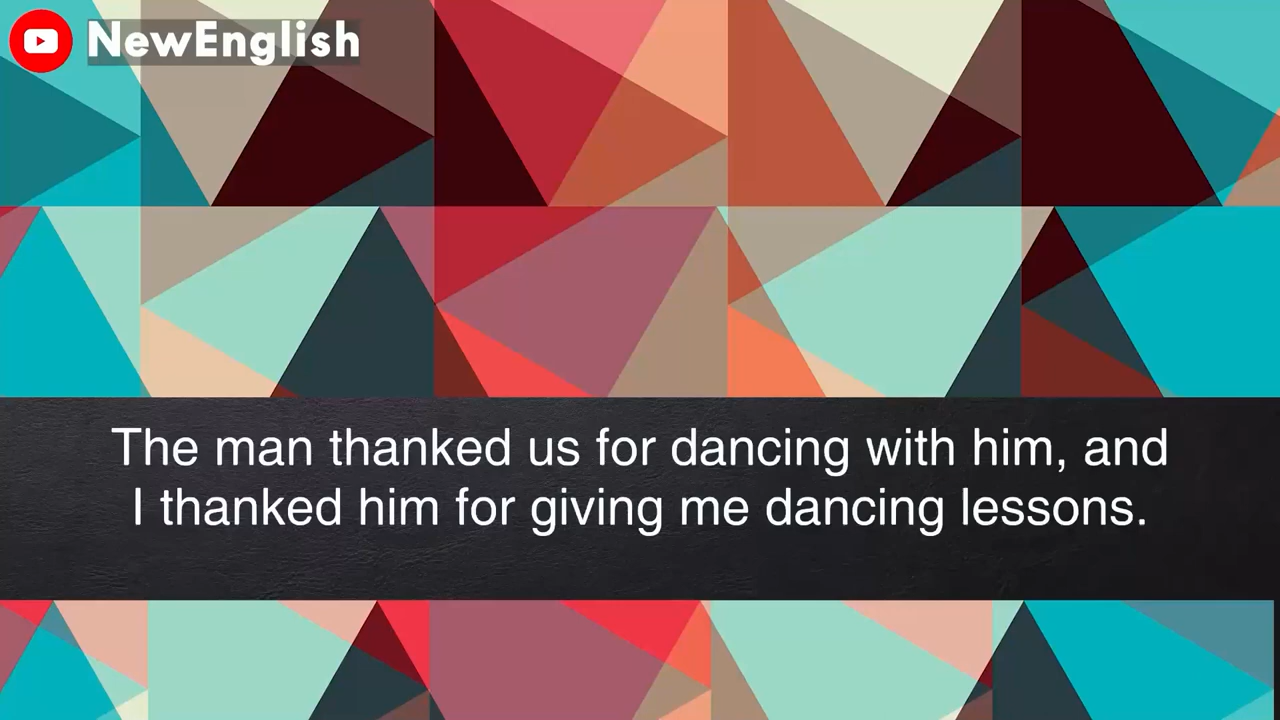 NewEnglish
The man thanked us for dancing with him, and
I thanked him for giving me dancing lessons.